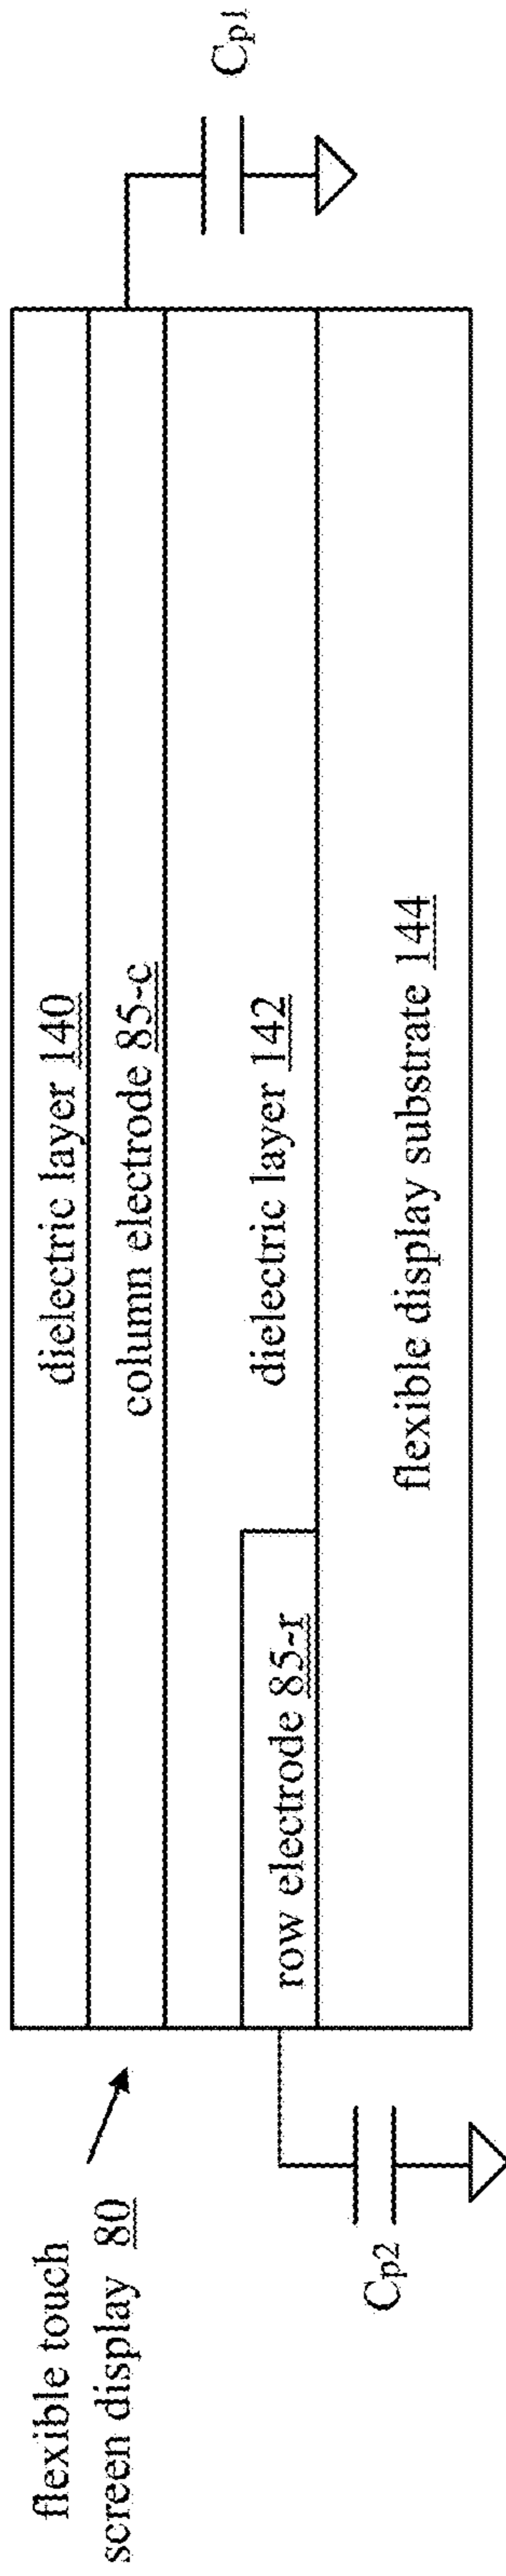 flexible touch
screen display 80
dielectric layer 140
column electrode 85-c
dielectric layer 142
row electrode 85-r
flexible display substrate 144
Cp1
Cp2